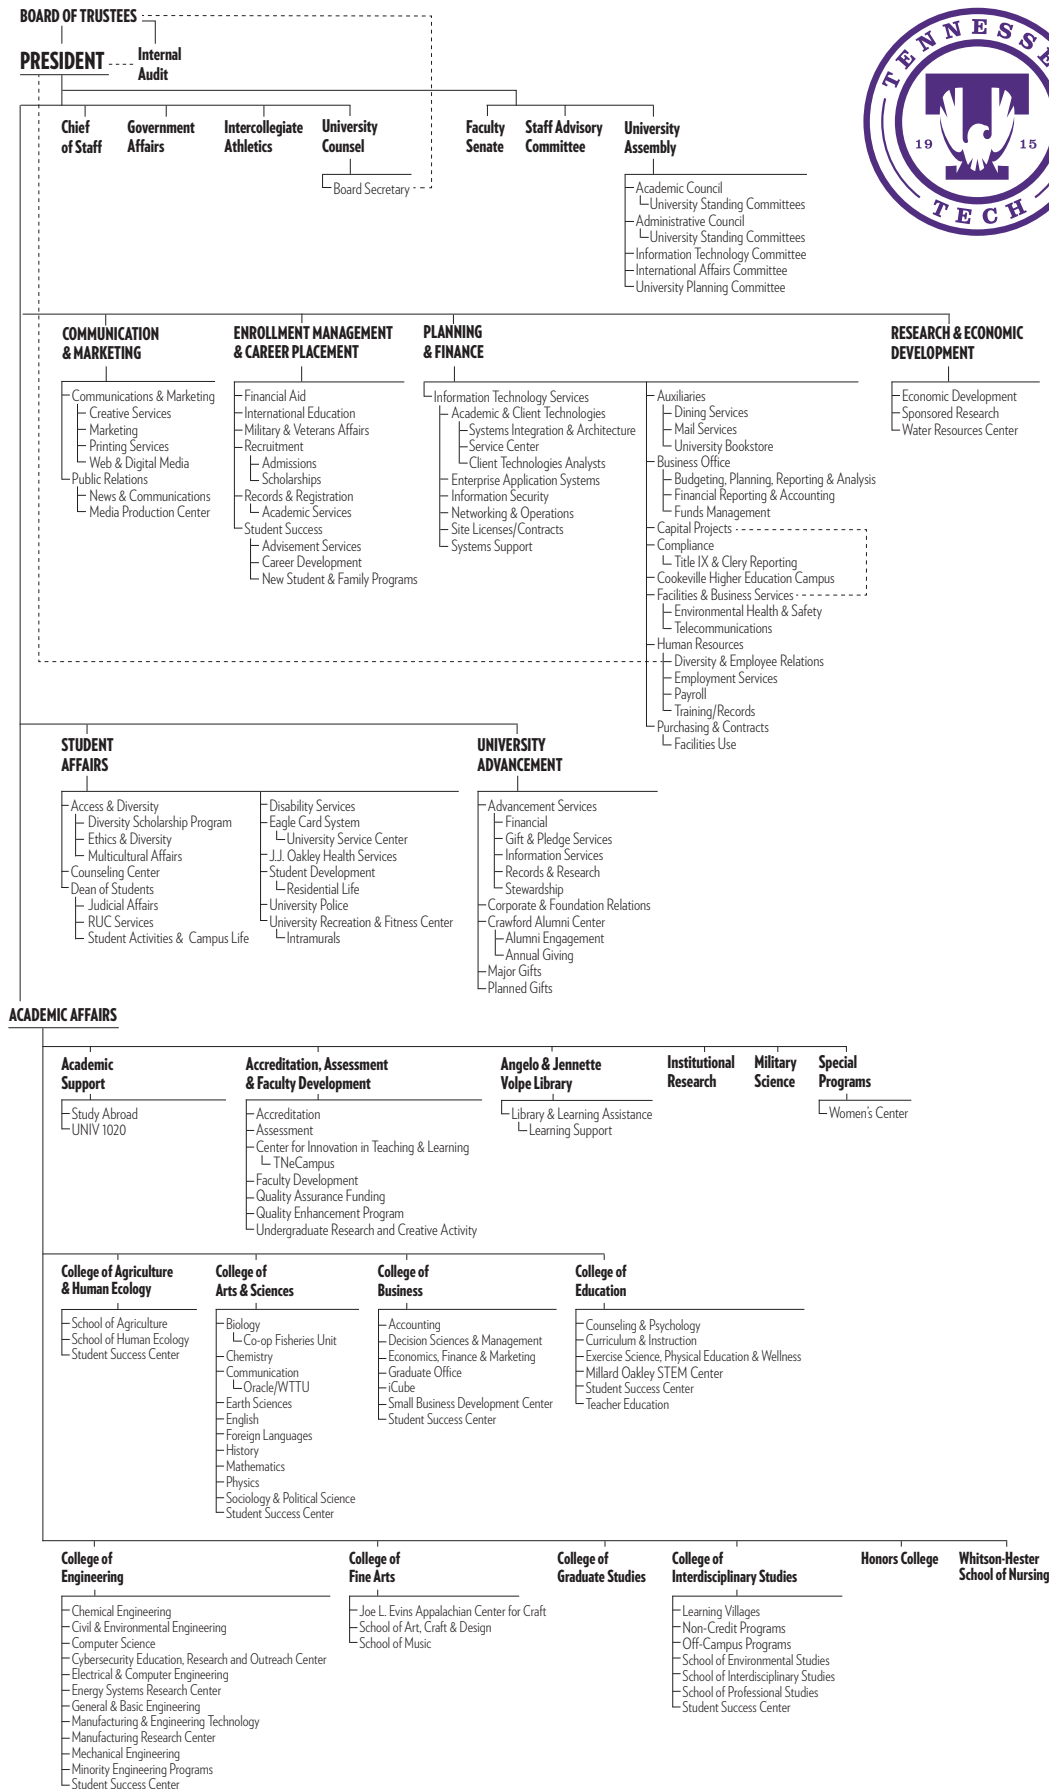 BOARD OF TRUSTEES
PRESIDENT
Internal
Audit
Chief
of Staff
Government
Affairs
Intercollegiate
Athletics
University
Counsel
Board Secretary
Faculty
Senate
Staff Advisory
Committee
University
Assembly
Academic Council
University Standing Committees
Administrative Council
University Standing Committees
Information Technology Committee
International Affairs Committee
University Planning Committee
TENNESSE
19 15
TECH
COMMUNICATION
& MARKETING
Communications & Marketing
Creative Services
Marketing
Printing Services
Web & Digital Media
Public Relations
News & Communications
Media Production Center
ENROLLMENT MANAGEMENT
& CAREER PLACEMENT
Financial Aid
International Education
Military & Veterans Affairs
Recruitment
Admissions
Scholarships
Records & Registration
Academic Services
Student Success
Advisement Services
Career Development
New Student & Family Programs
PLANNING
& FINANCE
Information Technology Services
Academic & Client Technologies
Systems Integration & Architecture
Service Center
Client Technologies Analysts
Enterprise Application Systems
Information Security
Networking & Operations
Site Licenses/Contracts
Systems Support
Auxiliaries
Dining Services
Mail Services
University Bookstore
Business Office
Budgeting, Planning, Reporting & Analysis
Financial Reporting & Accounting
Funds Management
Capital Projects
Compliance
Title IX & Clery Reporting
Cookeville Higher Education Campus
Facilities & Business Services
Environmental Health & Safety
Telecommunications
Human Resources
Diversity & Employee Relations
Employment Services
Payroll
Training/Records
Purchasing & Contracts
Facilities Use
RESEARCH & ECONOMIC
DEVELOPMENT
Economic Development
Sponsored Research
Water Resources Center
STUDENT
AFFAIRS
Access & Diversity
Diversity Scholarship Program
Ethics & Diversity
Multicultural Affairs
Counseling Center
Dean of Students
Judicial Affairs
RUC Services
Student Activities & Campus Life
Disability Services
Eagle Card System
University Service Center
J.J. Oakley Health Services
Student Development
Residential Life
University Police
University Recreation & Fitness Center
Intramurals
UNIVERSITY
ADVANCEMENT
Advancement Services
Financial
Gift & Pledge Services
Information Services
Records & Research
Stewardship
Corporate & Foundation Relations
Crawford Alumni Center
Alumni Engagement
Annual Giving
Major Gifts
Planned Gifts
ACADEMIC AFFAIRS
Academic
Support
Study Abroad
UNIV 1020
Accreditation, Assessment
& Faculty Development
Accreditation
Assessment
Center for Innovation in Teaching & Learning
TNeCampus
Faculty Development
Quality Assurance Funding
Quality Enhancement Program
Undergraduate Research and Creative Activity
Angelo & Jennette
Volpe Library
Library & Learning Assistance
Learning Support
Institutional
Research
Military
Science
Special
Programs
Women's Center
College of Agriculture
& Human Ecology
School of Agriculture
School of Human Ecology
Student Success Center
College of
Arts & Sciences
Biology
Co-op Fisheries Unit
Chemistry
Communication
Oracle/WTTU
Earth Sciences
English
Foreign Languages
History
Mathematics
Physics
Sociology & Political Science
Student Success Center
College of
Business
Accounting
Decision Sciences & Management
Economics, Finance & Marketing
Graduate Office
iCube
Small Business Development Center
Student Success Center
College of
Education
Counseling & Psychology
Curriculum & Instruction
Exercise Science, Physical Education & Wellness
Millard Oakley STEM Center
Student Success Center
Teacher Education
College of
Engineering
Chemical Engineering
Civil & Environmental Engineering
Computer Science
Cybersecurity Education, Research and Outreach Center
Electrical & Computer Engineering
Energy Systems Research Center
General & Basic Engineering
Manufacturing & Engineering Technology
Manufacturing Research Center
Mechanical Engineering
Minority Engineering Programs
Student Success Center
College of
Fine Arts
Joe L. Evins Appalachian Center for Craft
School of Art, Craft & Design
School of Music
College of
Graduate Studies
College of
Interdisciplinary Studies
Learning Villages
Non-Credit Programs
Off-Campus Programs
School of Environmental Studies
School of Interdisciplinary Studies
School of Professional Studies
Student Success Center
Honors College
Whitson-Hester
School of Nursing